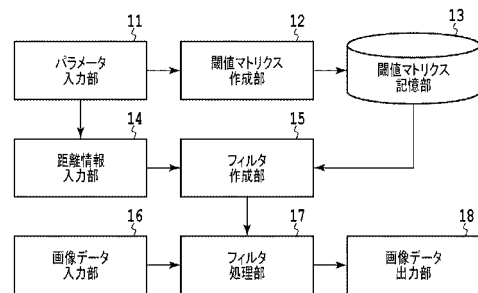 11
パラメータ
入力部
12
閾値マトリクス
作成部
13
閾値マトリクス
記憶部
14
距離情報
入力部
15
フィルタ
作成部
16
画像データ
入力部
17
フィルタ
処理部
18
画像データ
出力部